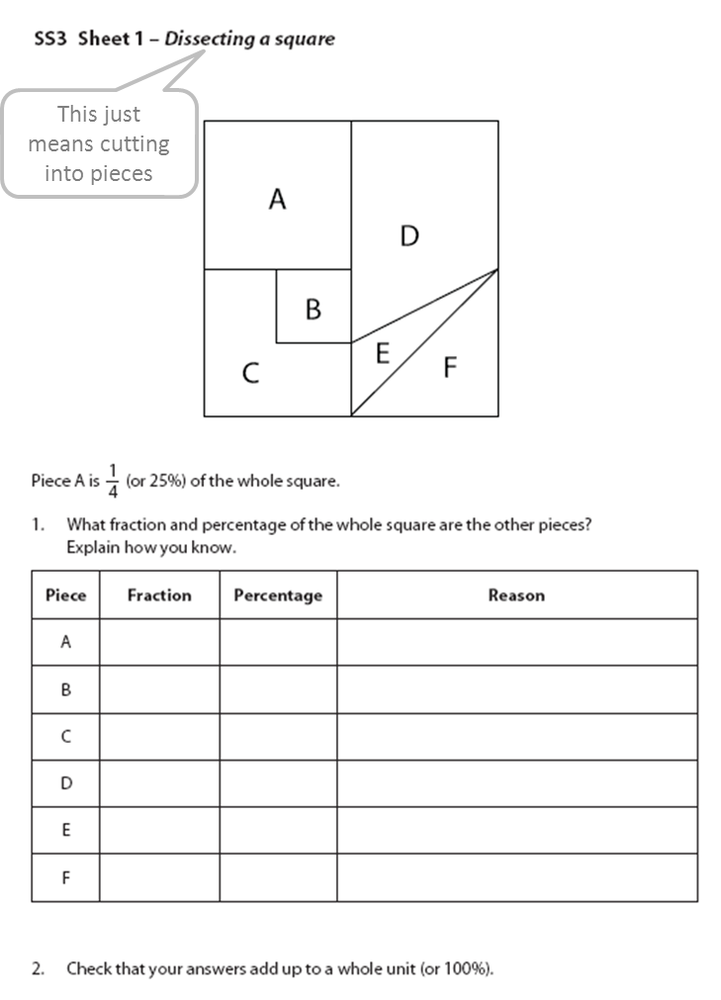 SS3 Sheet 1 – Dissecting a square
This just
means cutting
into pieces
A
D
B
E
F
C
Piece A is 1/4 (or 25%) of the whole square.
1. What fraction and percentage of the whole square are the other pieces?
Explain how you know.
Piece Fraction Percentage Reason
A
B
C
D
E
F
2. Check that your answers add up to a whole unit (or 100%).